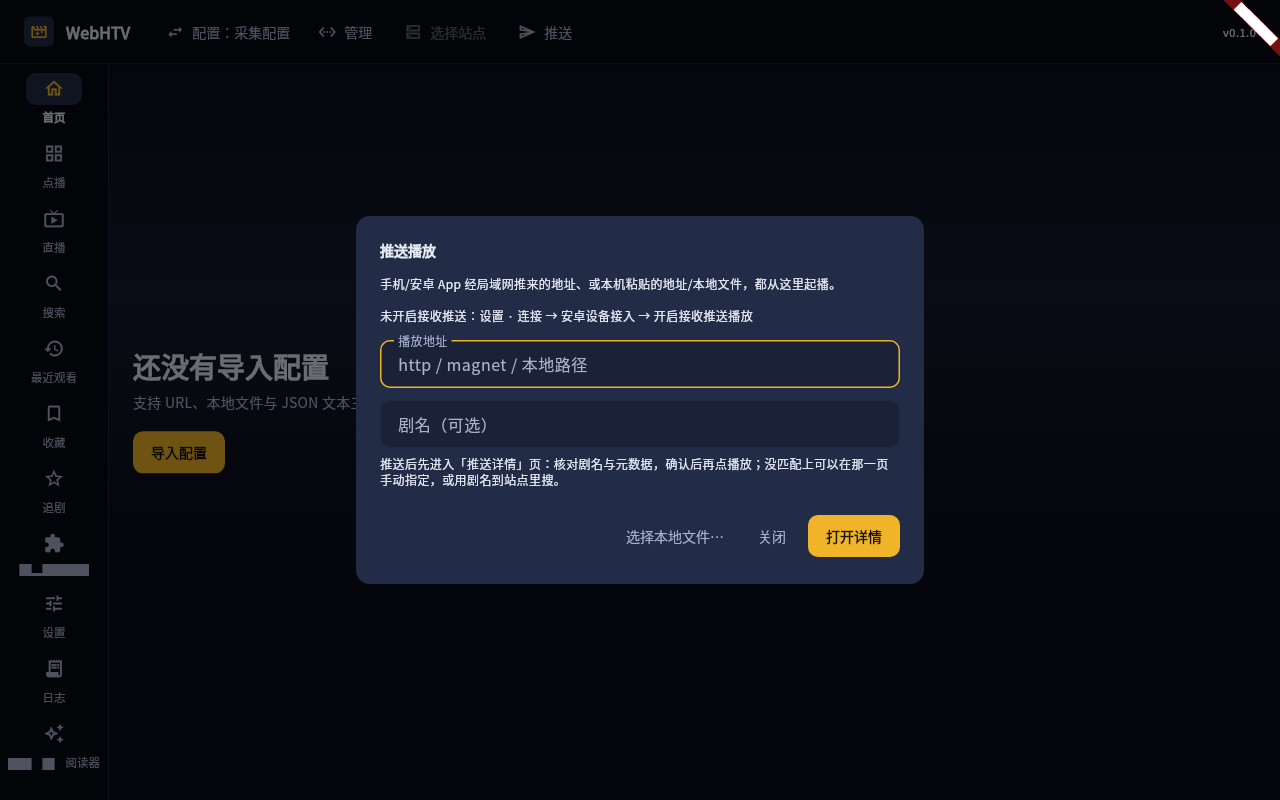 WebHTV
配置：采集配置
管理
选择站点
推送
v0.1.0
首页
点播
直播
搜索
最近观看
收藏
追剧
设置
日志
阅读器
还没有导入配置
支持 URL、本地文件与 JSON 文本
导入配置
推送播放
手机/安卓 App 经局域网推来的地址、或本机粘贴的地址/本地文件，都从这里起播。
未开启接收推送：设置 · 连接 → 安卓设备接入 → 开启接收推送播放
播放地址
http / magnet / 本地路径
剧名（可选）
推送后先进入「推送详情」页：核对剧名与元数据，确认后再点播放；没匹配上可以在那一页
手动指定，或用剧名到站点里搜。
选择本地文件…
关闭
打开详情